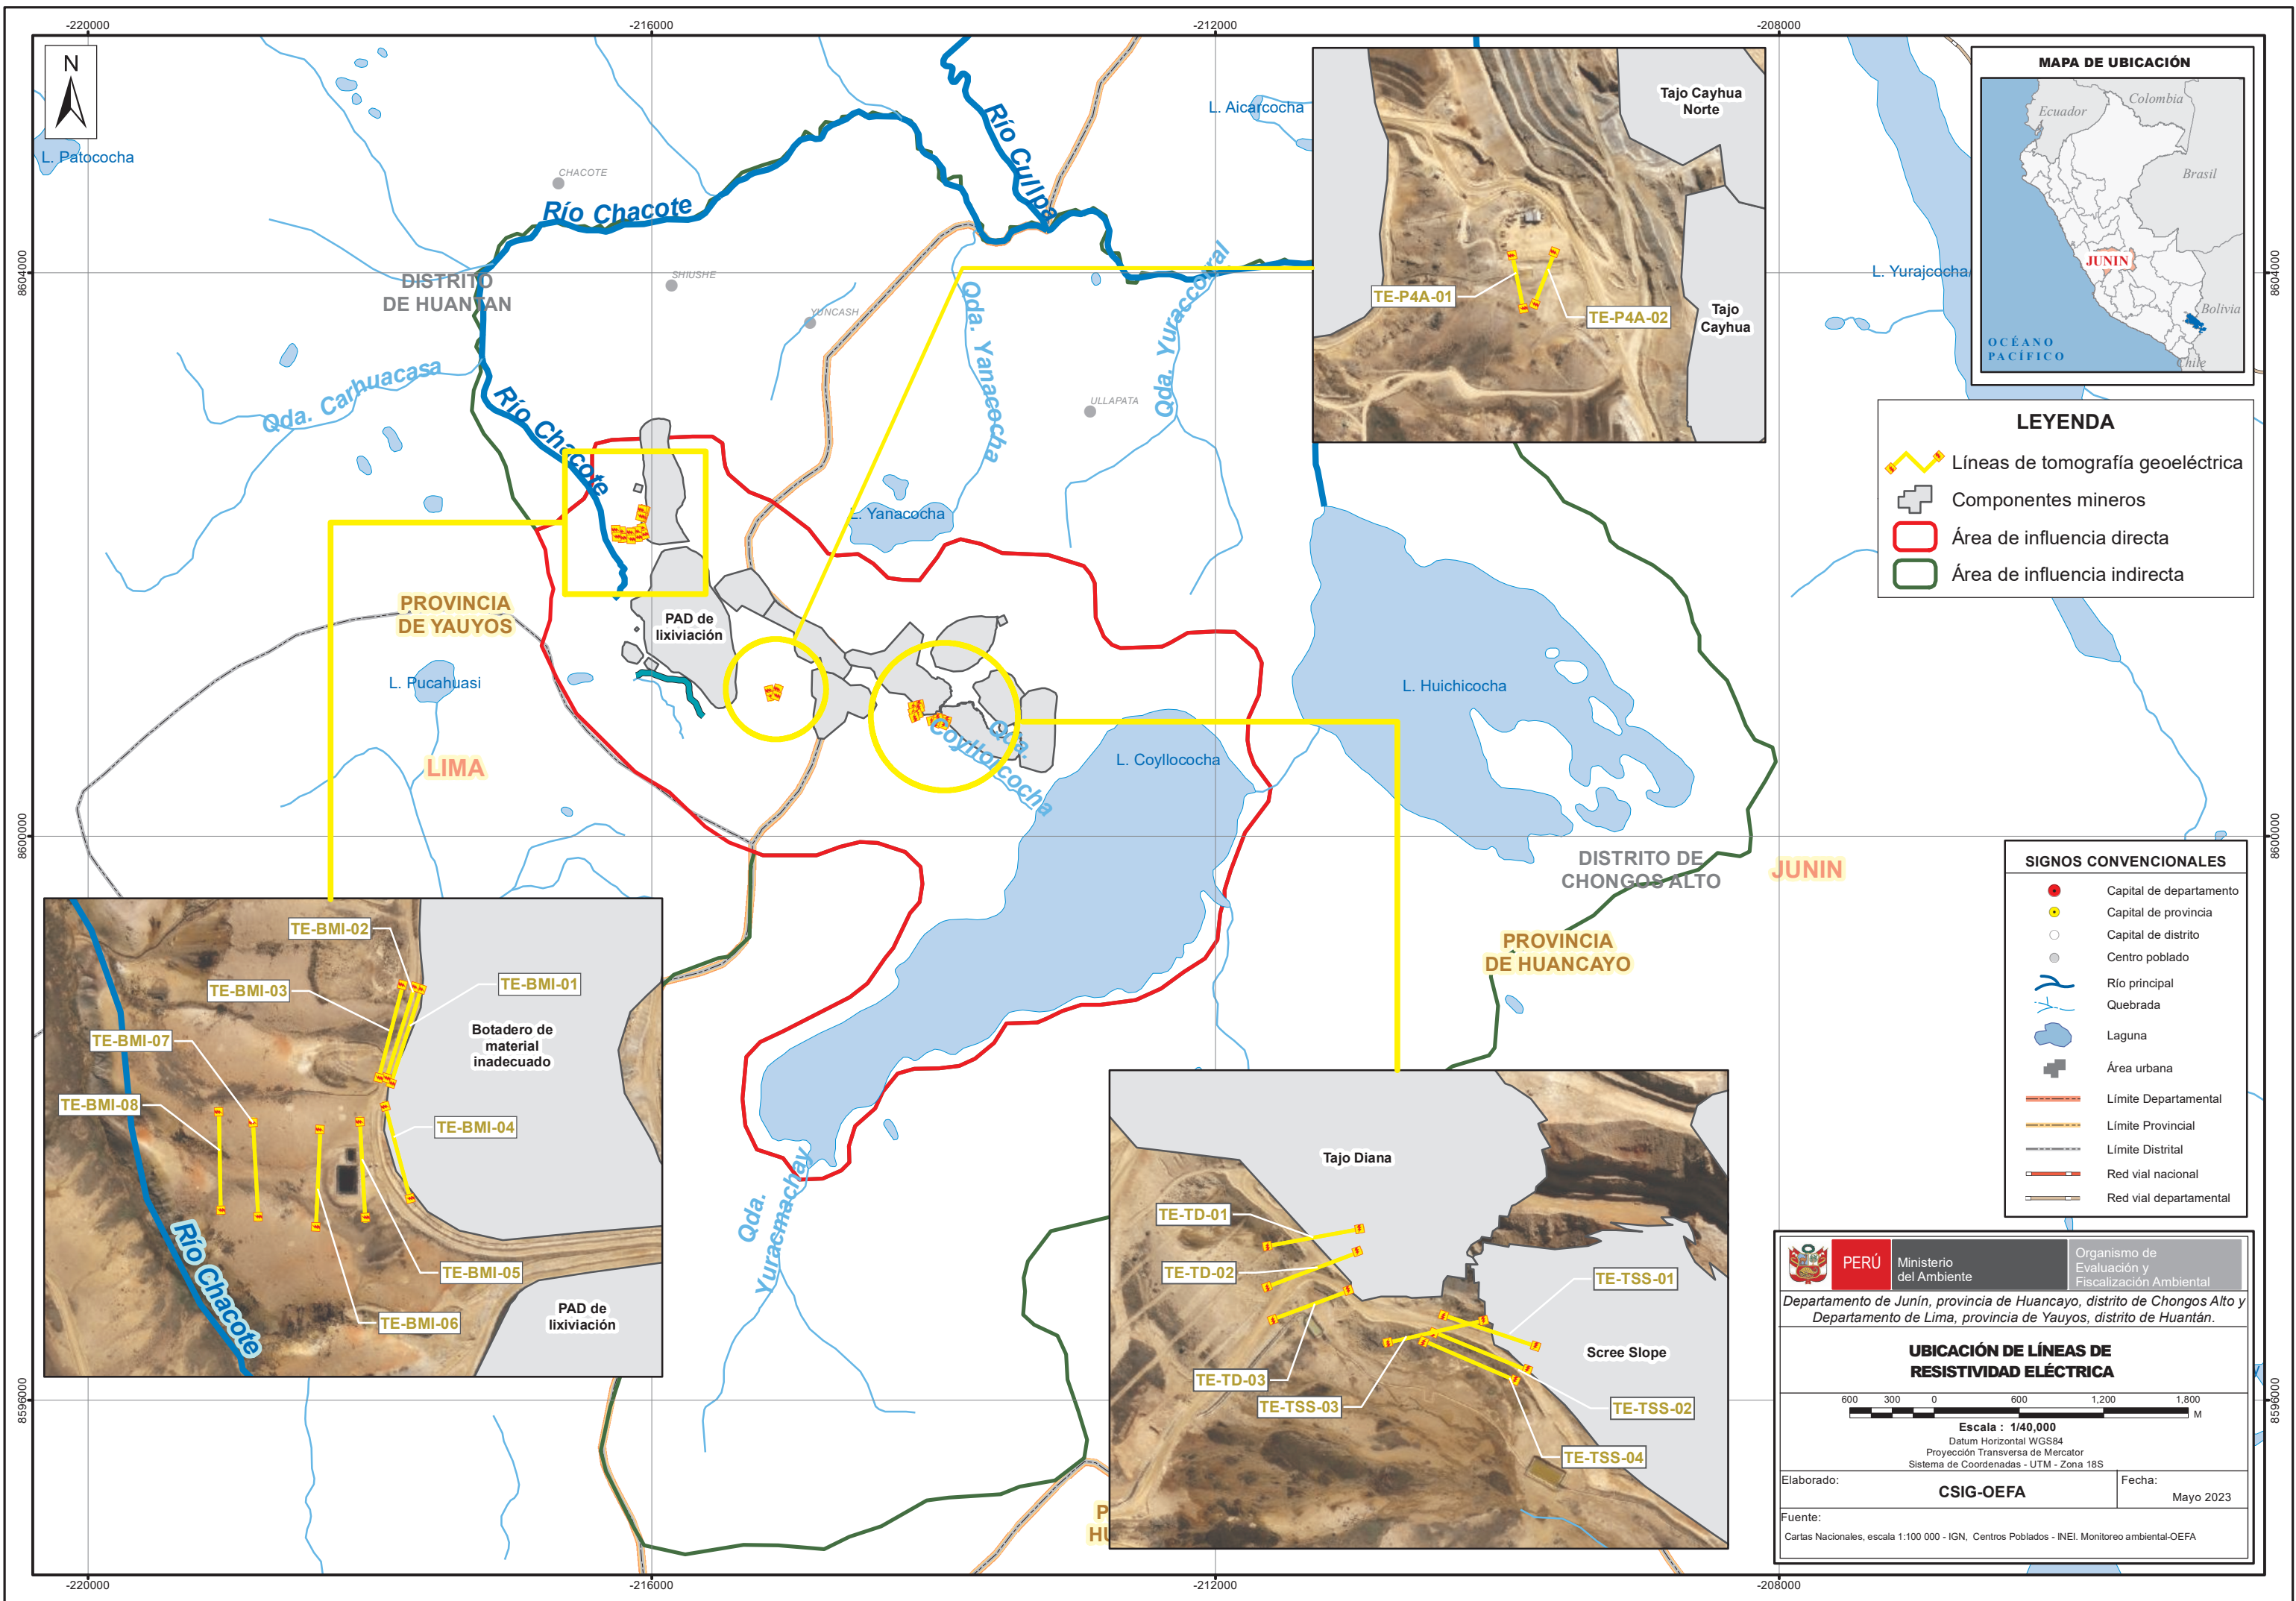 -220000
-216000
-212000
-208000
N
L. Patococha
CHACOTE
Río Chacote
Río Cullpa
L. Aicarcocha
DISTRITO
DE HUANTAN
SHIUSHE
YUNCASH
Qda. Carhuacasa
Río Chacote
Qda. Yanacocha
Qda. Yuraccorral
ULLAPATA
L. Yanacocha
L. Yurajcocha
8604000
8604000
Tajo Cayhua
Norte
TE-P4A-01
TE-P4A-02
Tajo
Cayhua
MAPA DE UBICACIÓN
Ecuador
Colombia
Brasil
JUNIN
Bolivia
OCÉANO
PACÍFICO
Chile
LEYENDA
Líneas de tomografía geoeléctrica
Componentes mineros
Área de influencia directa
Área de influencia indirecta
PROVINCIA
DE YAUYOS
PAD de
lixiviación
L. Pucahuasi
LIMA
L. Huichicocha
Qda.
Coyllorcocha
L. Coyllococha
8600000
8600000
DISTRITO DE
CHONGOS ALTO
JUNIN
PROVINCIA
DE HUANCAYO
SIGNOS CONVENCIONALES
Capital de departamento
Capital de provincia
Capital de distrito
Centro poblado
Río principal
Quebrada
Laguna
Área urbana
Límite Departamental
Límite Provincial
Límite Distrital
Red vial nacional
Red vial departamental
TE-BMI-02
TE-BMI-03
TE-BMI-01
Botadero de
material
inadecuado
TE-BMI-07
TE-BMI-08
TE-BMI-04
Río Chacote
TE-BMI-05
TE-BMI-06
PAD de
lixiviación
Qda.
Yuracmachay
Tajo Diana
TE-TD-01
TE-TD-02
TE-TSS-01
Scree Slope
TE-TD-03
TE-TSS-03
TE-TSS-02
TE-TSS-04
P
HU
8596000
8596000
PERÚ
Ministerio
del Ambiente
Organismo de
Evaluación y
Fiscalización Ambiental
Departamento de Junín, provincia de Huancayo, distrito de Chongos Alto y
Departamento de Lima, provincia de Yauyos, distrito de Huantán.
UBICACIÓN DE LÍNEAS DE
RESISTIVIDAD ELÉCTRICA
600 300 0 600 1,200 1,800
M
Escala : 1/40,000
Datum Horizontal WGS84
Proyección Transversa de Mercator
Sistema de Coordenadas - UTM - Zona 18S
Elaborado:
CSIG-OEFA
Fecha:
Mayo 2023
Fuente:
Cartas Nacionales, escala 1:100 000 - IGN, Centros Poblados - INEI. Monitoreo ambiental-OEFA
-220000
-216000
-212000
-208000